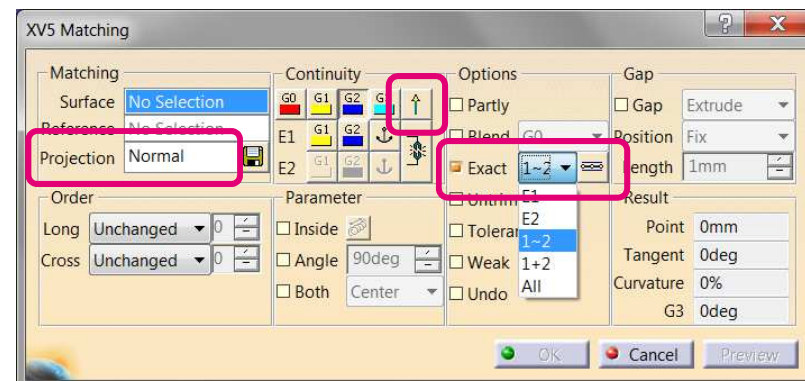 XV5 Matching
Matching
Surface No Selection
Reference No Selection
Projection Normal
Continuity
G0 G1 G2 G
E1 G1 G2
E2 G1 G2
Options
Partly
Blend G0
Exact 1~2
E1
E2
1~2
1+2
All
Untrim
Toleran
Weak
Undo
Gap
Gap Extrude
Position Fix
Length 1mm
Order
Long Unchanged 0
Cross Unchanged 0
Parameter
Inside
Angle 90deg
Both Center
Result
Point 0mm
Tangent 0deg
Curvature 0%
G3 0deg
OK Cancel Preview